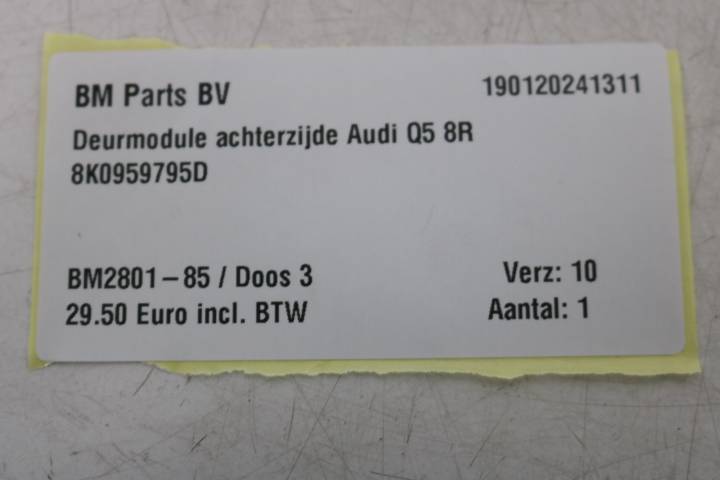 BM Parts BV 190120241311
Deurmodule achterzijde Audi Q5 8R
8K0959795D
BM2801-85 / Doos 3 Verz: 10
29.50 Euro incl. BTW Aantal: 1